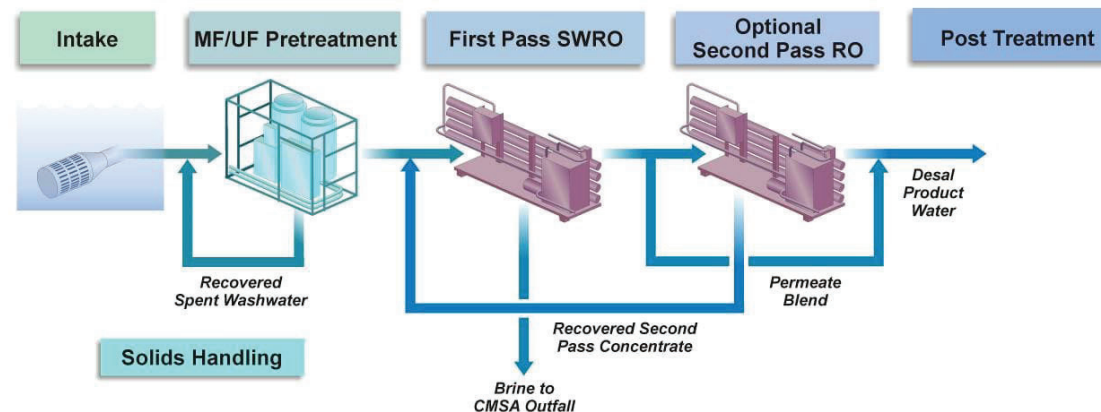 Intake
MF/UF Pretreatment
First Pass SWRO
Optional
Second Pass RO
Post Treatment
Desal
Product
Water
Recovered
Spent Washwater
Permeate
Blend
Recovered Second
Pass Concentrate
Solids Handling
Brine to
CMSA Outfall